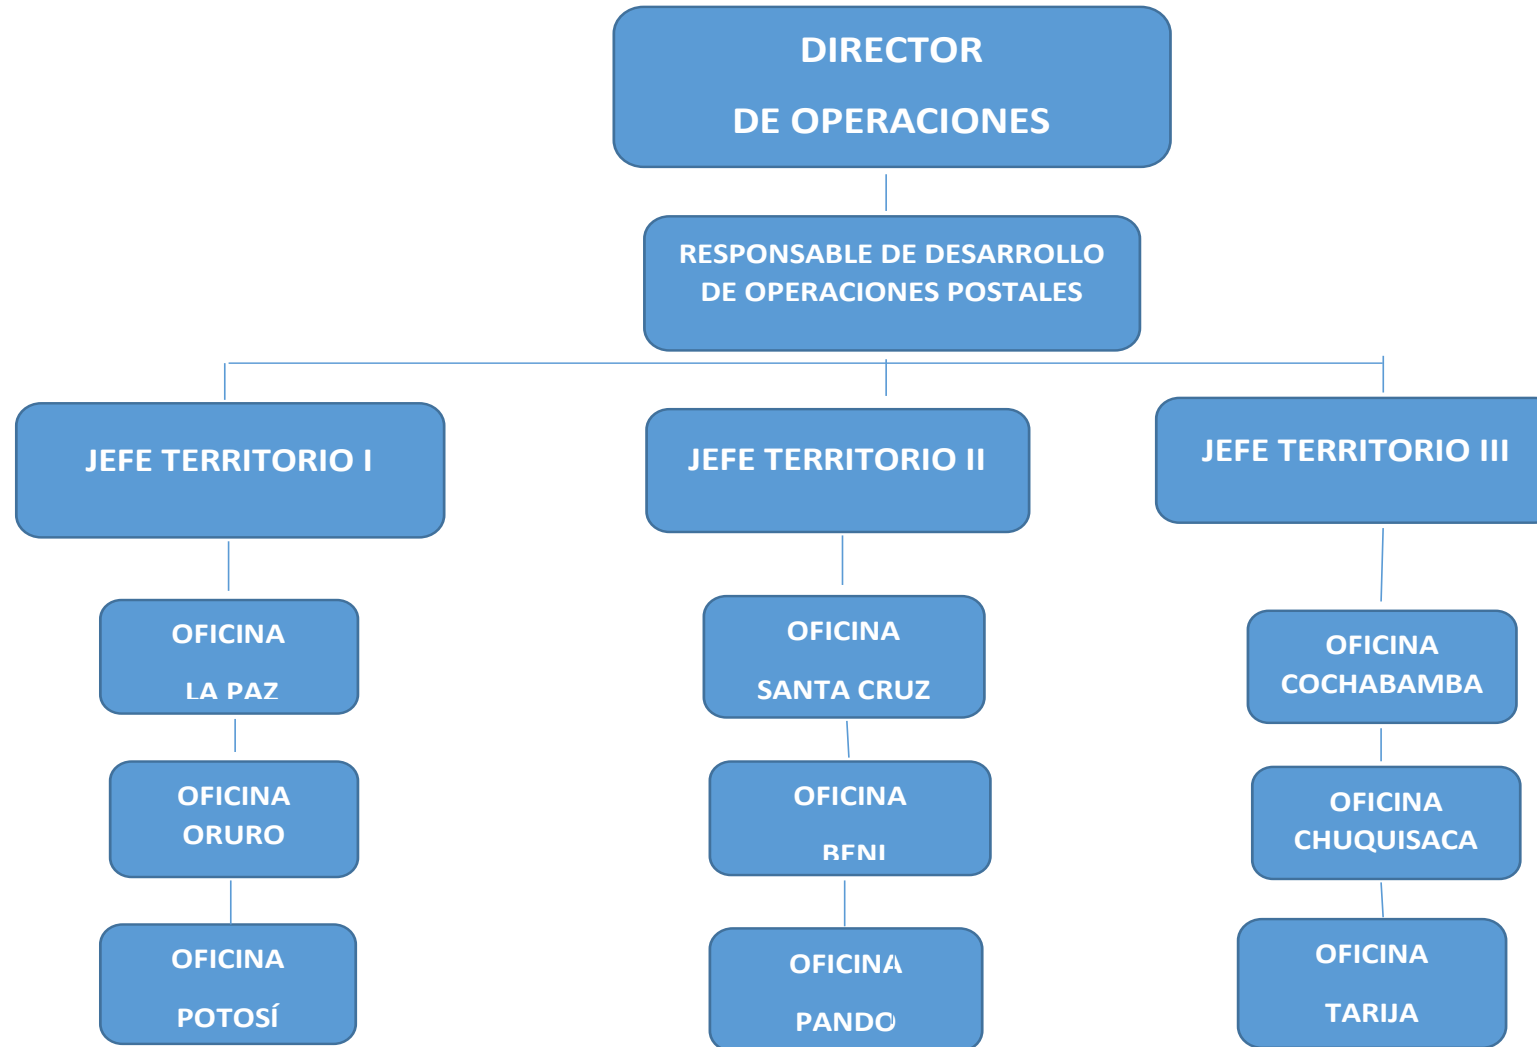 DIRECTOR
DE OPERACIONES
RESPONSABLE DE DESARROLLO
DE OPERACIONES POSTALES
JEFE TERRITORIO I
JEFE TERRITORIO II
JEFE TERRITORIO III
OFICINA
LA PAZ
OFICINA
SANTA CRUZ
OFICINA
COCHABAMBA
OFICINA
ORURO
OFICINA
BENI
OFICINA
CHUQUISACA
OFICINA
POTOSÍ
OFICINA
PANDO
OFICINA
TARIJA